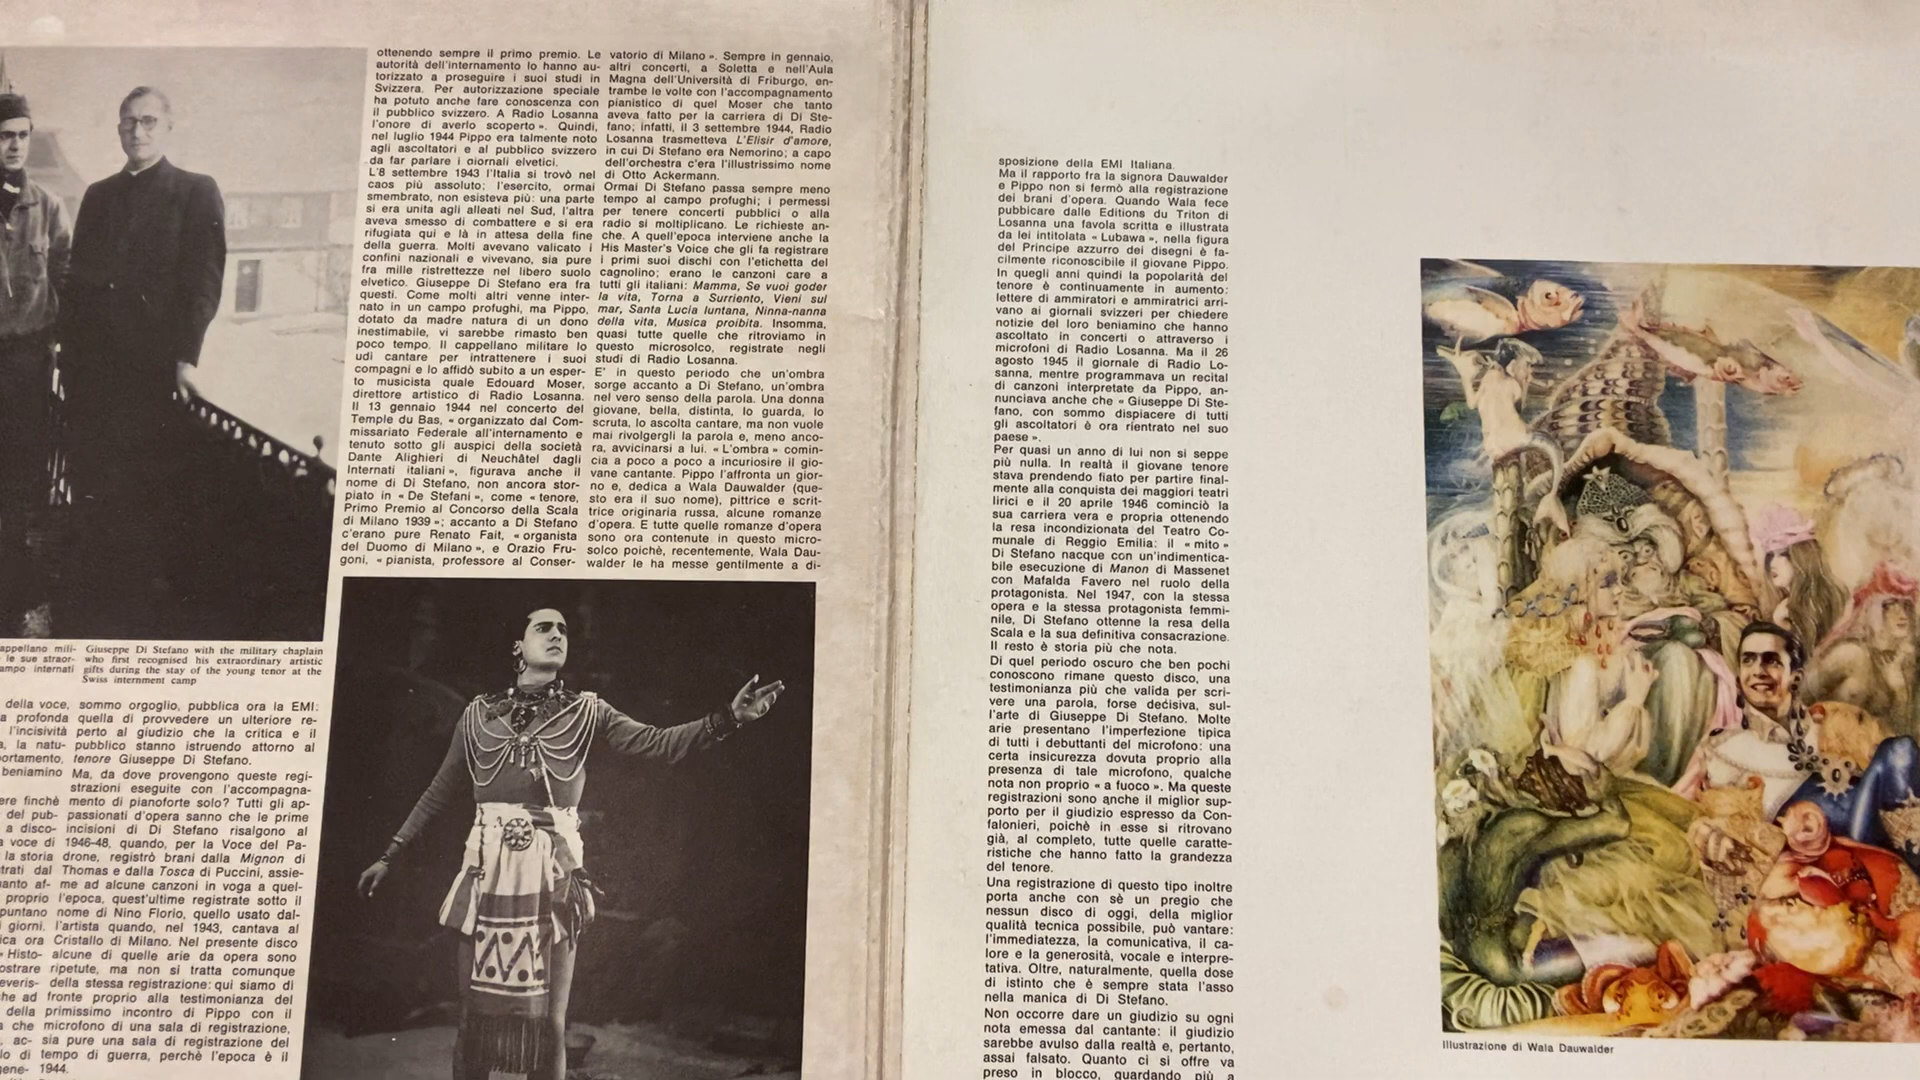 ottenendo sempre il primo premio. Le
autorità dell'internamento lo hanno au-
torizzato a proseguire i suoi studi in
Svizzera. Per autorizzazione speciale
ha potuto anche fare conoscenza con
il pubblico svizzero. A Radio Losanna
l'onore di averlo scoperto ». Quindi,
nel luglio 1944 Pippo era talmente noto
agli ascoltatori e al pubblico svizzero
da far parlare i giornali elvetici.
L'8 settembre 1943 l'Italia si trovò nel
caos più assoluto; l'esercito, ormai
smembrato, non esisteva più: una parte
si era unita agli alleati nel Sud, l'altra
aveva smesso di combattere e si era
rifugiata qui e là in attesa della fine
della guerra. Molti avevano valicato i
confini nazionali e vivevano, sia pure
fra mille ristrettezze nel libero suolo
elvetico. Giuseppe Di Stefano era fra
questi. Come molti altri venne inter-
nato in un campo profughi, ma Pippo,
dotato da madre natura di un dono
inestimabile, vi sarebbe rimasto ben
poco tempo. Il cappellano militare lo
udì cantare per intrattenere i suoi
compagni e lo affidò subito a un esper-
to musicista quale Edouard Moser,
direttore artistico di Radio Losanna.
Il 13 gennaio 1944 nel concerto del
Temple du Bas, « organizzato dal Com-
missariato Federale all'internamento e
tenuto sotto gli auspici della società
Dante Alighieri di Neuchâtel dagli
Internati italiani », figurava anche il
nome di Di Stefano, non ancora stor-
piato in « De Stefani », come « tenore,
Primo Premio al Concorso della Scala
di Milano 1939 »; accanto a Di Stefano
c'erano pure Renato Fait, « organista
del Duomo di Milano », e Orazio Fru-
goni, « pianista, professore al Conser-
vatorio di Milano ». Sempre in gennaio,
altri concerti, a Soletta e nell'Aula
Magna dell'Università di Friburgo, en-
trambe le volte con l'accompagnamento
pianistico di quel Moser che tanto
aveva fatto per la carriera di Di Ste-
fano; infatti, il 3 settembre 1944, Radio
Losanna trasmetteva L'Elisir d'amore,
in cui Di Stefano era Nemorino; a capo
dell'orchestra c'era l'illustrissimo nome
di Otto Ackermann.
Ormai Di Stefano passa sempre meno
tempo al campo profughi; i permessi
per tenere concerti pubblici o alla
radio si moltiplicano. Le richieste an-
che. A quell'epoca interviene anche la
His Master's Voice che gli fa registrare
i primi suoi dischi con l'etichetta del
cagnolino; erano le canzoni care a
tutti gli italiani: Mamma, Se vuoi goder
la vita, Torna a Surriento, Vieni sul
mar, Santa Lucia luntana, Ninna-nanna
della vita, Musica proibita. Insomma,
quasi tutte quelle che ritroviamo in
questo microsolco, registrate negli
studi di Radio Losanna.
E' in questo periodo che un'ombra
sorge accanto a Di Stefano, un'ombra
nel vero senso della parola. Una donna
giovane, bella, distinta, lo guarda, lo
scruta, lo ascolta cantare, ma non vuole
mai rivolgergli la parola e, meno anco-
ra, avvicinarsi a lui. « L'ombra » comin-
cia a poco a poco a incuriosire il gio-
vane cantante. Pippo l'affronta un gior-
no e, dedica a Wala Dauwalder (que-
sto era il suo nome), pittrice e scrit-
trice originaria russa, alcune romanze
d'opera. E tutte quelle romanze d'opera
sono ora contenute in questo micro-
solco poichè, recentemente, Wala Dau-
walder le ha messe gentilmente a di-
appellano mili-
le sue straor-
ampo internati
Giuseppe Di Stefano with the military chaplain
who first recognised his extraordinary artistic
gifts during the stay of the young tenor at the
Swiss internment camp
della voce,
a profonda
l'incisività
a, la natu-
portamento,
beniamino
ere finchè
del pub-
a disco-
a voce di
la storia
trati dal
anto af-
proprio
puntano
i giorni.
ica ora
« Histo-
ostrare
everis-
he ad
della
a che
, ac-
lo di
gene-
sommo orgoglio, pubblica ora la EMI:
quella di provvedere un ulteriore re-
perto al giudizio che la critica e il
pubblico stanno istruendo attorno al
tenore Giuseppe Di Stefano.
Ma, da dove provengono queste regi-
strazioni eseguite con l'accompagna-
mento di pianoforte solo? Tutti gli ap-
passionati d'opera sanno che le prime
incisioni di Di Stefano risalgono al
1946-48, quando, per la Voce del Pa-
drone, registrò brani dalla Mignon di
Thomas e dalla Tosca di Puccini, assie-
me ad alcune canzoni in voga a quel-
l'epoca, quest'ultime registrate sotto il
nome di Nino Florio, quello usato dal-
l'artista quando, nel 1943, cantava al
Cristallo di Milano. Nel presente disco
alcune di quelle arie da opera sono
ripetute, ma non si tratta comunque
della stessa registrazione: qui siamo di
fronte proprio alla testimonianza del
primissimo incontro di Pippo con il
microfono di una sala di registrazione,
sia pure una sala di registrazione del
tempo di guerra, perchè l'epoca è il
1944.
sposizione della EMI Italiana.
Ma il rapporto fra la signora Dauwalder
e Pippo non si fermò alla registrazione
dei brani d'opera. Quando Wala fece
pubbicare dalle Editions du Triton di
Losanna una favola scritta e illustrata
da lei intitolata « Lubawa », nella figura
del Principe azzurro dei disegni è fa-
cilmente riconoscibile il giovane Pippo.
In quegli anni quindi la popolarità del
tenore è continuamente in aumento:
lettere di ammiratori e ammiratrici arri-
vano ai giornali svizzeri per chiedere
notizie del loro beniamino che hanno
ascoltato in concerti o attraverso i
microfoni di Radio Losanna. Ma il 26
agosto 1945 il giornale di Radio Lo-
sanna, mentre programmava un recital
di canzoni interpretate da Pippo, an-
nunciava anche che « Giuseppe Di Ste-
fano, con sommo dispiacere di tutti
gli ascoltatori è ora rientrato nel suo
paese ».
Per quasi un anno di lui non si seppe
più nulla. In realtà il giovane tenore
stava prendendo fiato per partire final-
mente alla conquista dei maggiori teatri
lirici e il 20 aprile 1946 cominciò la
sua carriera vera e propria ottenendo
la resa incondizionata del Teatro Co-
munale di Reggio Emilia: il « mito »
Di Stefano nacque con un'indimentica-
bile esecuzione di Manon di Massenet
con Mafalda Favero nel ruolo della
protagonista. Nel 1947, con la stessa
opera e la stessa protagonista femmi-
nile, Di Stefano ottenne la resa della
Scala e la sua definitiva consacrazione.
Il resto è storia più che nota.
Di quel periodo oscuro che ben pochi
conoscono rimane questo disco, una
testimonianza più che valida per scri-
vere una parola, forse decisiva, sul-
l'arte di Giuseppe Di Stefano. Molte
arie presentano l'imperfezione tipica
di tutti i debuttanti del microfono: una
certa insicurezza dovuta proprio alla
presenza di tale microfono, qualche
nota non proprio « a fuoco ». Ma queste
registrazioni sono anche il miglior sup-
porto per il giudizio espresso da Con-
falonieri, poichè in esse si ritrovano
già, al completo, tutte quelle caratte-
ristiche che hanno fatto la grandezza
del tenore.
Una registrazione di questo tipo inoltre
porta anche con sè un pregio che
nessun disco di oggi, della miglior
qualità tecnica possibile, può vantare:
l'immediatezza, la comunicativa, il ca-
lore e la generosità, vocale e interpre-
tativa. Oltre, naturalmente, quella dose
di istinto che è sempre stata l'asso
nella manica di Di Stefano.
Non occorre dare un giudizio su ogni
nota emessa dal cantante: il giudizio
sarebbe avulso dalla realtà e, pertanto,
assai falsato. Quanto ci si offre va
preso in blocco, guardando più a
Illustrazione di Wala Dauwalder